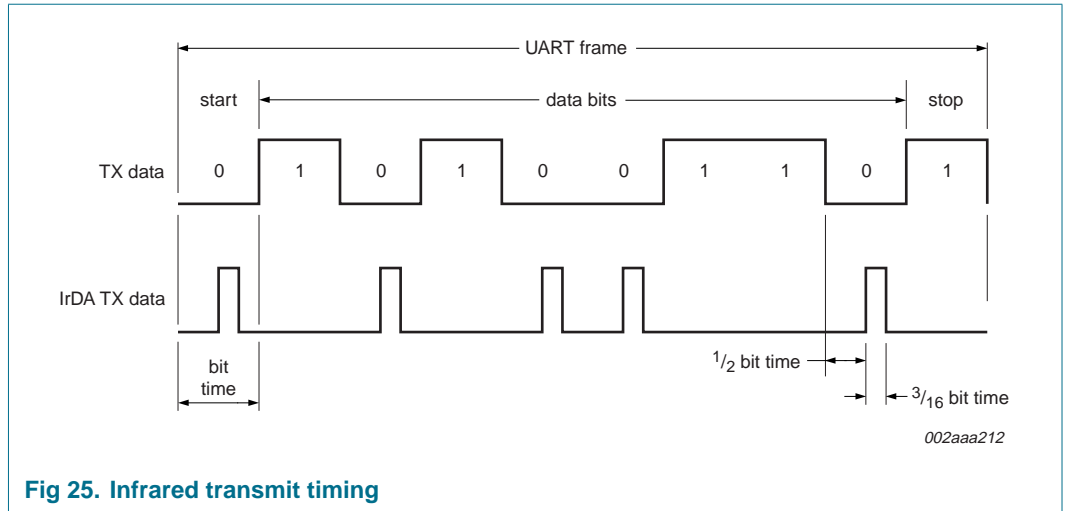 UART frame
start data bits stop
TX data 0 1 0 1 0 0 1 1 0 1
IrDA TX data
bit
time
1/2 bit time
3/16 bit time
002aaa212
Fig 25. Infrared transmit timing